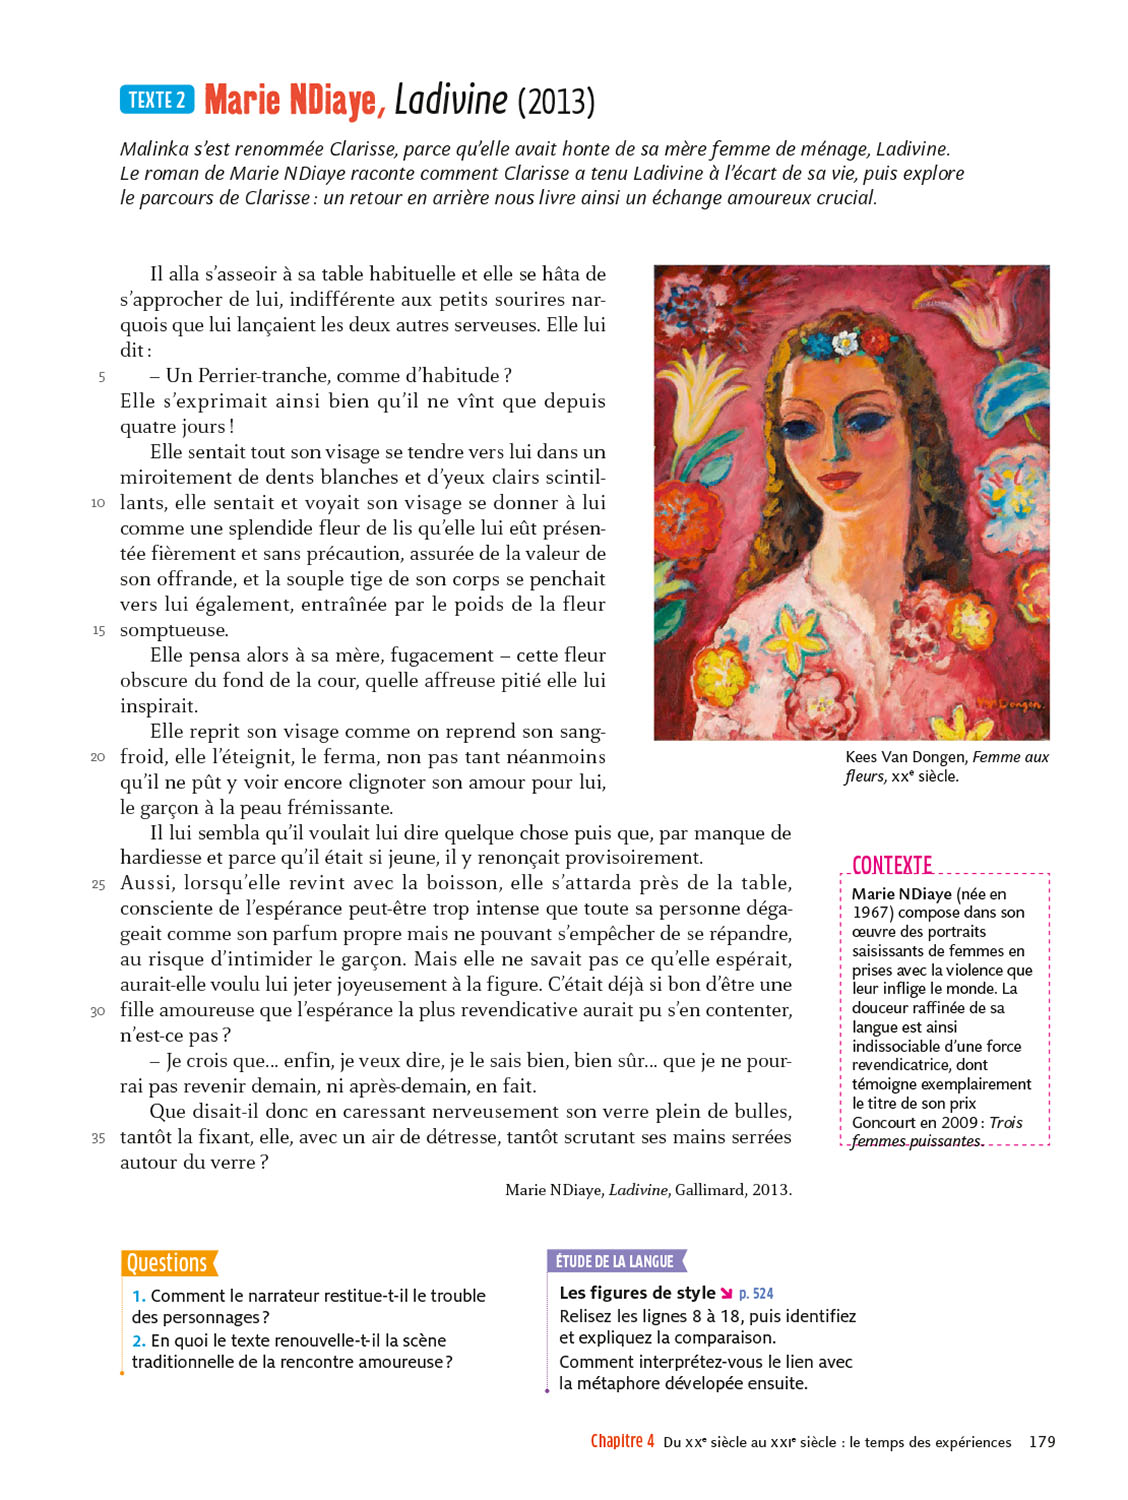 TEXTE 2 Marie NDiaye, Ladivine (2013)
Malinka s'est renommée Clarisse, parce qu'elle avait honte de sa mère femme de ménage, Ladivine.
Le roman de Marie NDiaye raconte comment Clarisse a tenu Ladivine à l'écart de sa vie, puis explore
le parcours de Clarisse : un retour en arrière nous livre ainsi un échange amoureux crucial.
Il alla s'asseoir à sa table habituelle et elle se hâta de
s'approcher de lui, indifférente aux petits sourires nar-
quois que lui lançaient les deux autres serveuses. Elle lui
dit :
5 – Un Perrier-tranche, comme d'habitude ?
Elle s'exprimait ainsi bien qu'il ne vînt que depuis
quatre jours !
Elle sentait tout son visage se tendre vers lui dans un
miroitement de dents blanches et d'yeux clairs scintil-
10 lants, elle sentait et voyait son visage se donner à lui
comme une splendide fleur de lis qu'elle lui eût présen-
tée fièrement et sans précaution, assurée de la valeur de
son offrande, et la souple tige de son corps se penchait
vers lui également, entraînée par le poids de la fleur
15 somptueuse.
Elle pensa alors à sa mère, fugacement – cette fleur
obscure du fond de la cour, quelle affreuse pitié elle lui
inspirait.
Elle reprit son visage comme on reprend son sang-
20 froid, elle l'éteignit, le ferma, non pas tant néanmoins
qu'il ne pût y voir encore clignoter son amour pour lui,
le garçon à la peau frémissante.
Il lui sembla qu'il voulait lui dire quelque chose puis que, par manque de
hardiesse et parce qu'il était si jeune, il y renonçait provisoirement.
25 Aussi, lorsqu'elle revint avec la boisson, elle s'attarda près de la table,
consciente de l'espérance peut-être trop intense que toute sa personne déga-
geait comme son parfum propre mais ne pouvant s'empêcher de se répandre,
au risque d'intimider le garçon. Mais elle ne savait pas ce qu'elle espérait,
aurait-elle voulu lui jeter joyeusement à la figure. C'était déjà si bon d'être une
30 fille amoureuse que l'espérance la plus revendicative aurait pu s'en contenter,
n'est-ce pas ?
– Je crois que... enfin, je veux dire, je le sais bien, bien sûr... que je ne pour-
rai pas revenir demain, ni après-demain, en fait.
Que disait-il donc en caressant nerveusement son verre plein de bulles,
35 tantôt la fixant, elle, avec un air de détresse, tantôt scrutant ses mains serrées
autour du verre ?
Marie NDiaye, Ladivine, Gallimard, 2013.
Van Dongen.
Kees Van Dongen, Femme aux
fleurs, XXe siècle.
CONTEXTE
Marie NDiaye (née en
1967) compose dans son
œuvre des portraits
saisissants de femmes en
prises avec la violence que
leur inflige le monde. La
douceur raffinée de sa
langue est ainsi
indissociable d'une force
revendicatrice, dont
témoigne exemplairement
le titre de son prix
Goncourt en 2009 : Trois
femmes puissantes.
Questions
1. Comment le narrateur restitue-t-il le trouble
des personnages ?
2. En quoi le texte renouvelle-t-il la scène
traditionnelle de la rencontre amoureuse ?
ÉTUDE DE LA LANGUE
Les figures de style ➘ p. 524
Relisez les lignes 8 à 18, puis identifiez
et expliquez la comparaison.
Comment interprétez-vous le lien avec
la métaphore dévelopée ensuite.
Chapitre 4 Du XXe siècle au XXIe siècle : le temps des expériences 179